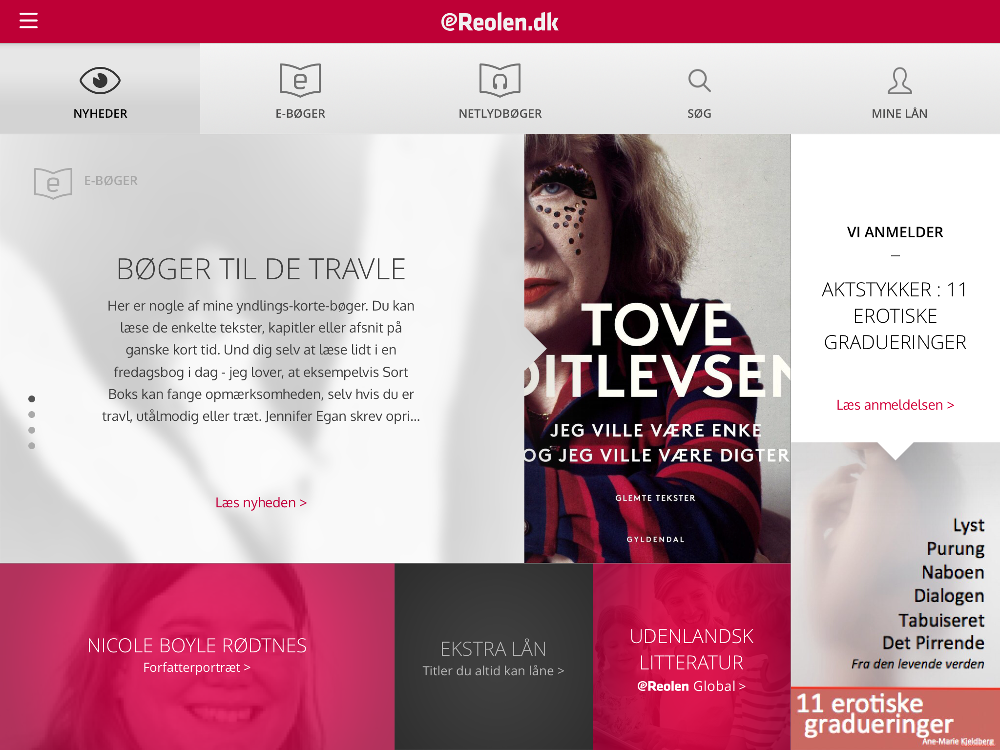 eReolen.dk
NYHEDER
E-BØGER
NETLYDBØGER
SØG
MINE LÅN
E-BØGER
BØGER TIL DE TRAVLE
Her er nogle af mine yndlings-korte-bøger. Du kan
læse de enkelte tekster, kapitler eller afsnit på
ganske kort tid. Und dig selv at læse lidt i en
fredagsbog i dag - jeg lover, at eksempelvis Sort
Boks kan fange opmærksomheden, selv hvis du er
travl, utålmodig eller træt. Jennifer Egan skrev opri...
Læs nyheden >
TOVE
DITLEVSEN
JEG VILLE VÆRE ENKE
OG JEG VILLE VÆRE DIGTER
GLEMTE TEKSTER
GYLDENDAL
VI ANMELDER
–
AKTSTYKKER : 11
EROTISKE
GRADUERINGER
Læs anmeldelsen >
Lyst
Purung
Naboen
Dialogen
Tabuiseret
Det Pirrende
Fra den levende verden
11 erotiske
gradueringer
Ane-Marie Kjeldberg
NICOLE BOYLE RØDTNES
Forfatterportræt >
EKSTRA LÅN
Titler du altid kan låne >
UDENLANDSK
LITTERATUR
eReolen Global >